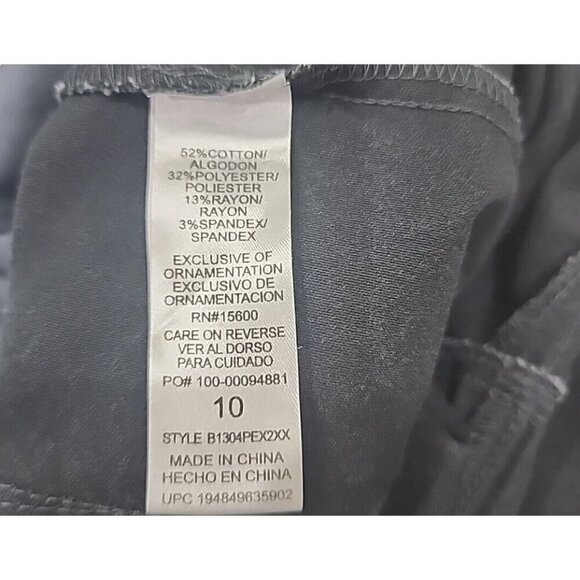 52%COTTON/
ALGODON
32%POLYESTER/
POLIESTER
13%RAYON/
RAYON
3%SPANDEX/
SPANDEX
EXCLUSIVE OF
ORNAMENTATION
EXCLUSIVO DE
ORNAMENTACION
RN#15600
CARE ON REVERSE
VER AL DORSO
PARA CUIDADO
PO# 100-00094881
10
STYLE B1304PEX2XX
MADE IN CHINA
HECHO EN CHINA
UPC 194849635902